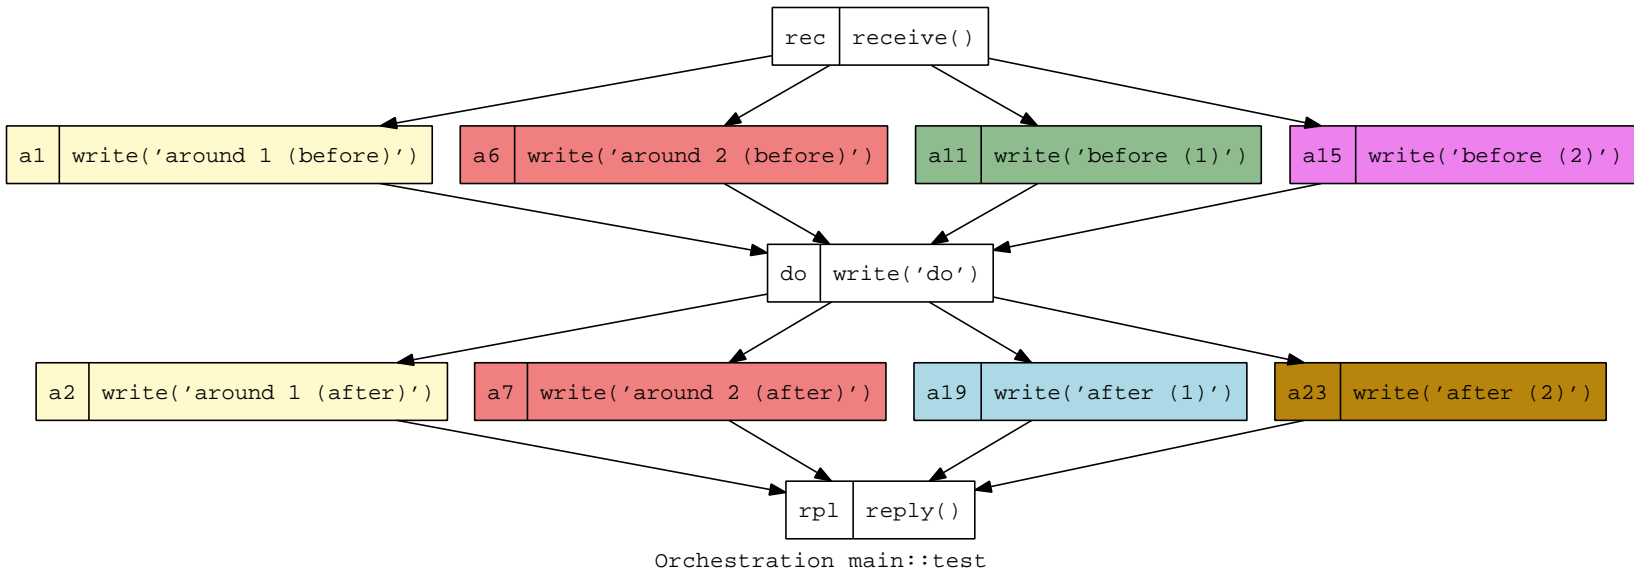 rec receive()
a1 write('around 1 (before)') a6 write('around 2 (before)') a11 write('before (1)') a15 write('before (2)')
do write('do')
a2 write('around 1 (after)') a7 write('around 2 (after)') a19 write('after (1)') a23 write('after (2)')
rpl reply()
Orchestration main::test